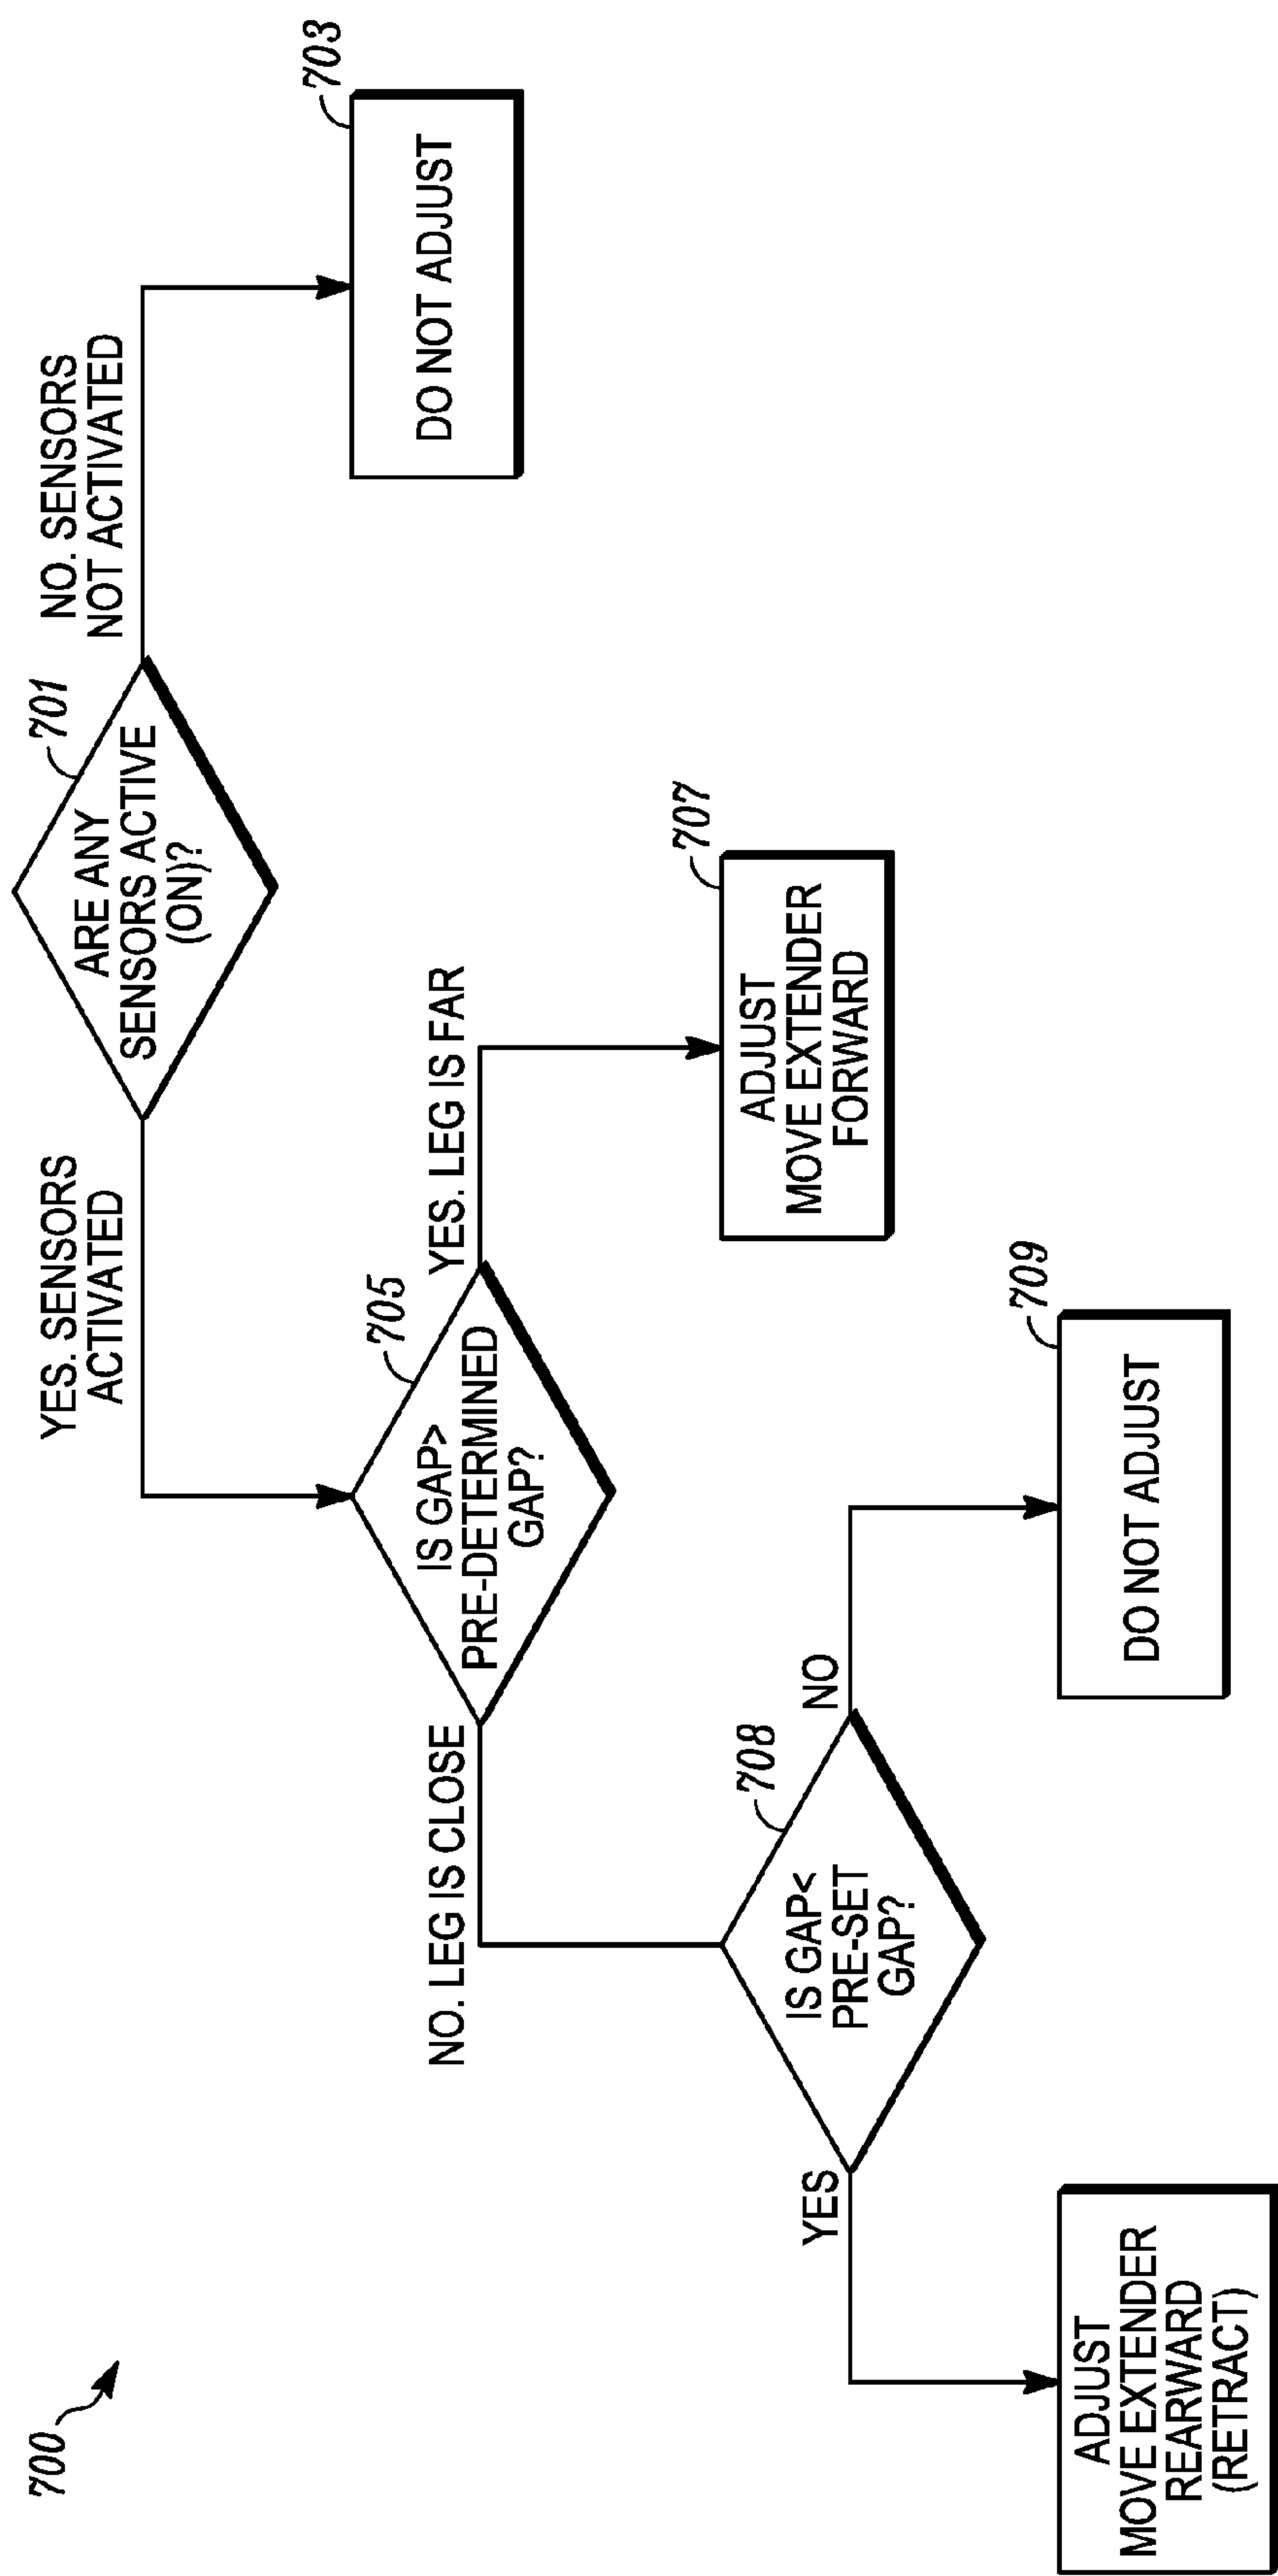 700
701
ARE ANY
SENSORS ACTIVE
(ON)?
YES. SENSORS
ACTIVATED
NO. SENSORS
NOT ACTIVATED
703
DO NOT ADJUST
705
IS GAP>
PRE-DETERMINED
GAP?
NO. LEG IS CLOSE
YES. LEG IS FAR
707
ADJUST
MOVE EXTENDER
FORWARD
708
IS GAP<
PRE-SET
GAP?
YES
NO
709
DO NOT ADJUST
ADJUST
MOVE EXTENDER
REARWARD
(RETRACT)